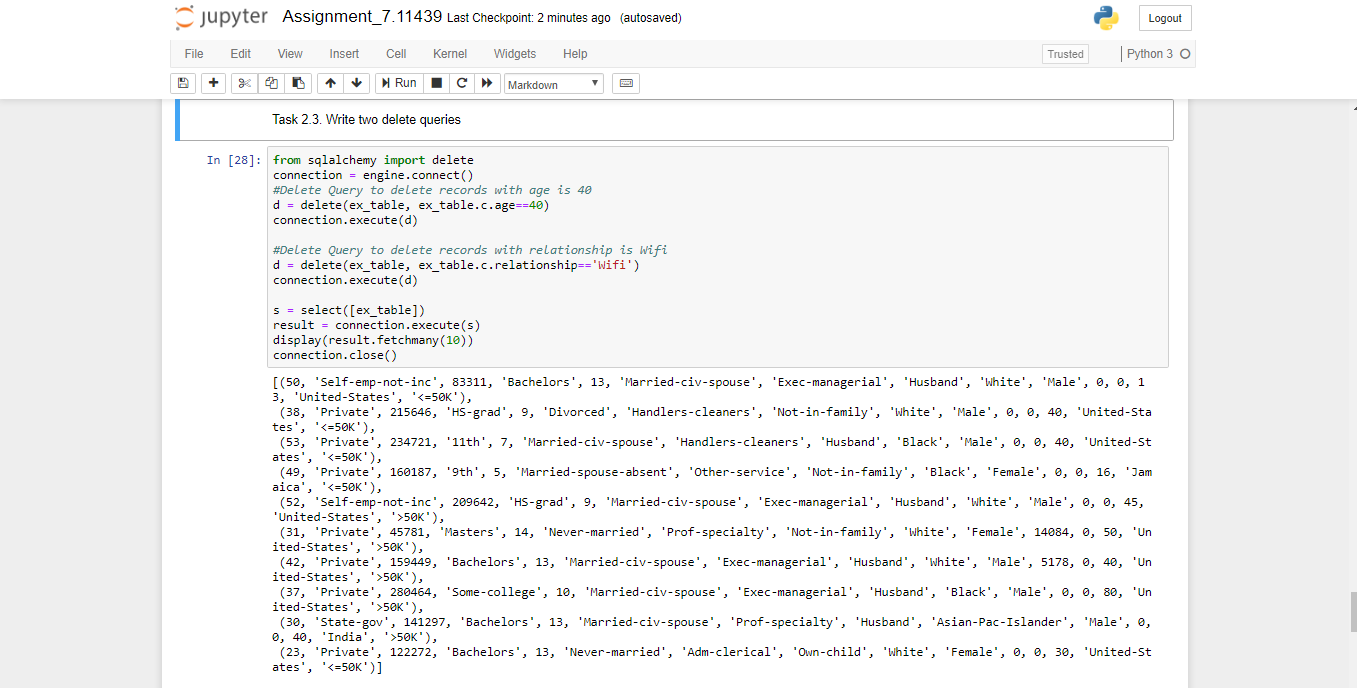 jupyter Assignment_7.11439 Last Checkpoint: 2 minutes ago (autosaved) Logout
File Edit View Insert Cell Kernel Widgets Help Trusted Python 3
Run Markdown
Task 2.3. Write two delete queries
In [28]: from sqlalchemy import delete
connection = engine.connect()
#Delete Query to delete records with age is 40
d = delete(ex_table, ex_table.c.age==40)
connection.execute(d)
#Delete Query to delete records with relationship is Wifi
d = delete(ex_table, ex_table.c.relationship=='Wifi')
connection.execute(d)
s = select([ex_table])
result = connection.execute(s)
display(result.fetchmany(10))
connection.close()
[(50, 'Self-emp-not-inc', 83311, 'Bachelors', 13, 'Married-civ-spouse', 'Exec-managerial', 'Husband', 'White', 'Male', 0, 0, 1
3, 'United-States', '<=50K'),
(38, 'Private', 215646, 'HS-grad', 9, 'Divorced', 'Handlers-cleaners', 'Not-in-family', 'White', 'Male', 0, 0, 40, 'United-Sta
tes', '<=50K'),
(53, 'Private', 234721, '11th', 7, 'Married-civ-spouse', 'Handlers-cleaners', 'Husband', 'Black', 'Male', 0, 0, 40, 'United-St
ates', '<=50K'),
(49, 'Private', 160187, '9th', 5, 'Married-spouse-absent', 'Other-service', 'Not-in-family', 'Black', 'Female', 0, 0, 16, 'Jam
aica', '<=50K'),
(52, 'Self-emp-not-inc', 209642, 'HS-grad', 9, 'Married-civ-spouse', 'Exec-managerial', 'Husband', 'White', 'Male', 0, 0, 45,
'United-States', '>50K'),
(31, 'Private', 45781, 'Masters', 14, 'Never-married', 'Prof-specialty', 'Not-in-family', 'White', 'Female', 14084, 0, 50, 'Un
ited-States', '>50K'),
(42, 'Private', 159449, 'Bachelors', 13, 'Married-civ-spouse', 'Exec-managerial', 'Husband', 'White', 'Male', 5178, 0, 40, 'Un
ited-States', '>50K'),
(37, 'Private', 280464, 'Some-college', 10, 'Married-civ-spouse', 'Exec-managerial', 'Husband', 'Black', 'Male', 0, 0, 80, 'Un
ited-States', '>50K'),
(30, 'State-gov', 141297, 'Bachelors', 13, 'Married-civ-spouse', 'Prof-specialty', 'Husband', 'Asian-Pac-Islander', 'Male', 0,
0, 40, 'India', '>50K'),
(23, 'Private', 122272, 'Bachelors', 13, 'Never-married', 'Adm-clerical', 'Own-child', 'White', 'Female', 0, 0, 30, 'United-St
ates', '<=50K')]